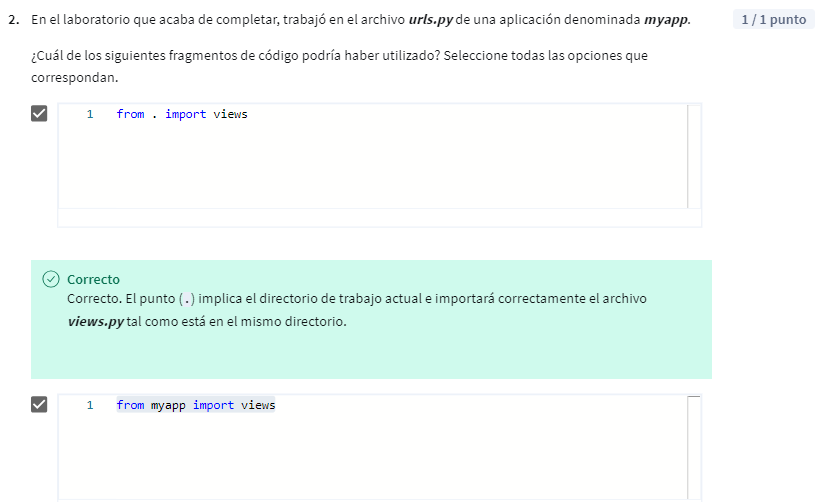 2. En el laboratorio que acaba de completar, trabajó en el archivo urls.py de una aplicación denominada myapp.
1 / 1 punto
¿Cuál de los siguientes fragmentos de código podría haber utilizado? Seleccione todas las opciones que
correspondan.
1 from . import views
Correcto
Correcto. El punto (.) implica el directorio de trabajo actual e importará correctamente el archivo
views.py tal como está en el mismo directorio.
1 from myapp import views